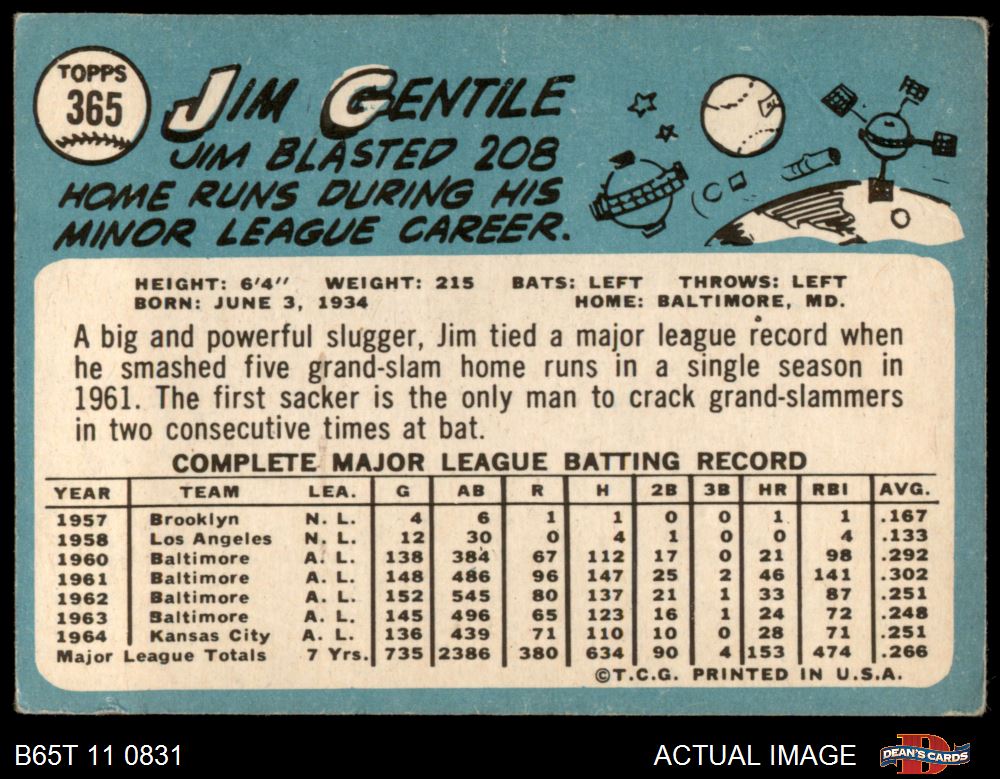 TOPPS
365
JIM GENTILE
JIM BLASTED 208
HOME RUNS DURING HIS
MINOR LEAGUE CAREER.
HEIGHT: 6'4" WEIGHT: 215 BATS: LEFT THROWS: LEFT
BORN: JUNE 3, 1934 HOME: BALTIMORE, MD.
A big and powerful slugger, Jim tied a major league record when
he smashed five grand-slam home runs in a single season in
1961. The first sacker is the only man to crack grand-slammers
in two consecutive times at bat.
COMPLETE MAJOR LEAGUE BATTING RECORD
YEAR TEAM LEA. G AB R H 2B 3B HR RBI AVG.
1957 Brooklyn N. L. 4 6 1 1 0 0 1 1 .167
1958 Los Angeles N. L. 12 30 0 4 1 0 0 4 .133
1960 Baltimore A. L. 138 384 67 112 17 0 21 98 .292
1961 Baltimore A. L. 148 486 96 147 25 2 46 141 .302
1962 Baltimore A. L. 152 545 80 137 21 1 33 87 .251
1963 Baltimore A. L. 145 496 65 123 16 1 24 72 .248
1964 Kansas City A. L. 136 439 71 110 10 0 28 71 .251
Major League Totals 7 Yrs. 735 2386 380 634 90 4 153 474 .266
©T.C.G. PRINTED IN U.S.A.
B65T 11 0831 ACTUAL IMAGE DEAN'S CARDS